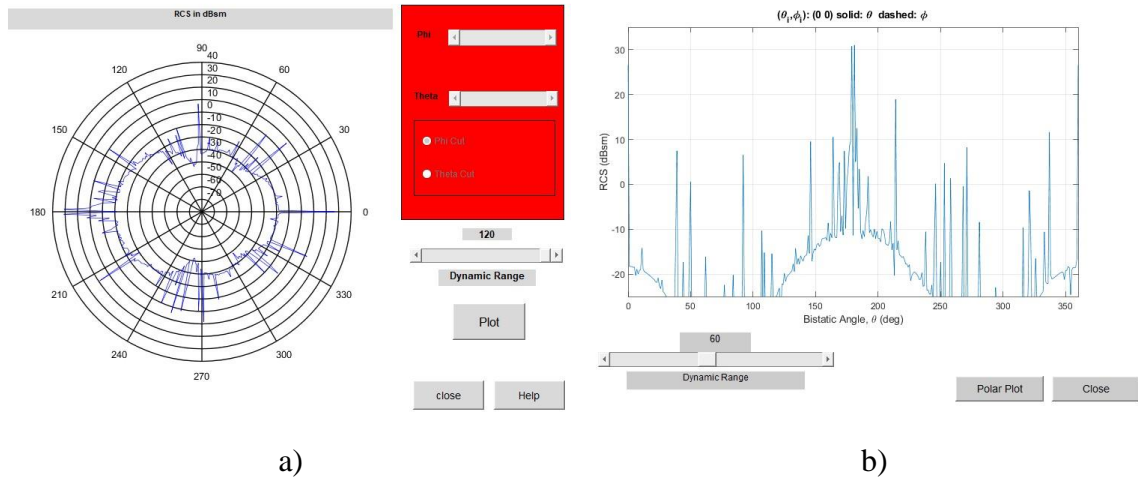 RCS in dBsm
90
40
30
20
10
0
-10
-20
-30
-40
-50
-60
-70
120
60
150
30
180
0
210
330
240
300
270
Phi
Theta
Phi Cut
Theta Cut
120
Dynamic Range
Plot
close
Help
a)
(θi,ϕi): (0 0) solid: θ dashed: ϕ
RCS (dBsm)
30
20
10
0
-10
-20
0 50 100 150 200 250 300 350
Bistatic Angle, θ (deg)
60
Dynamic Range
Polar Plot
Close
b)